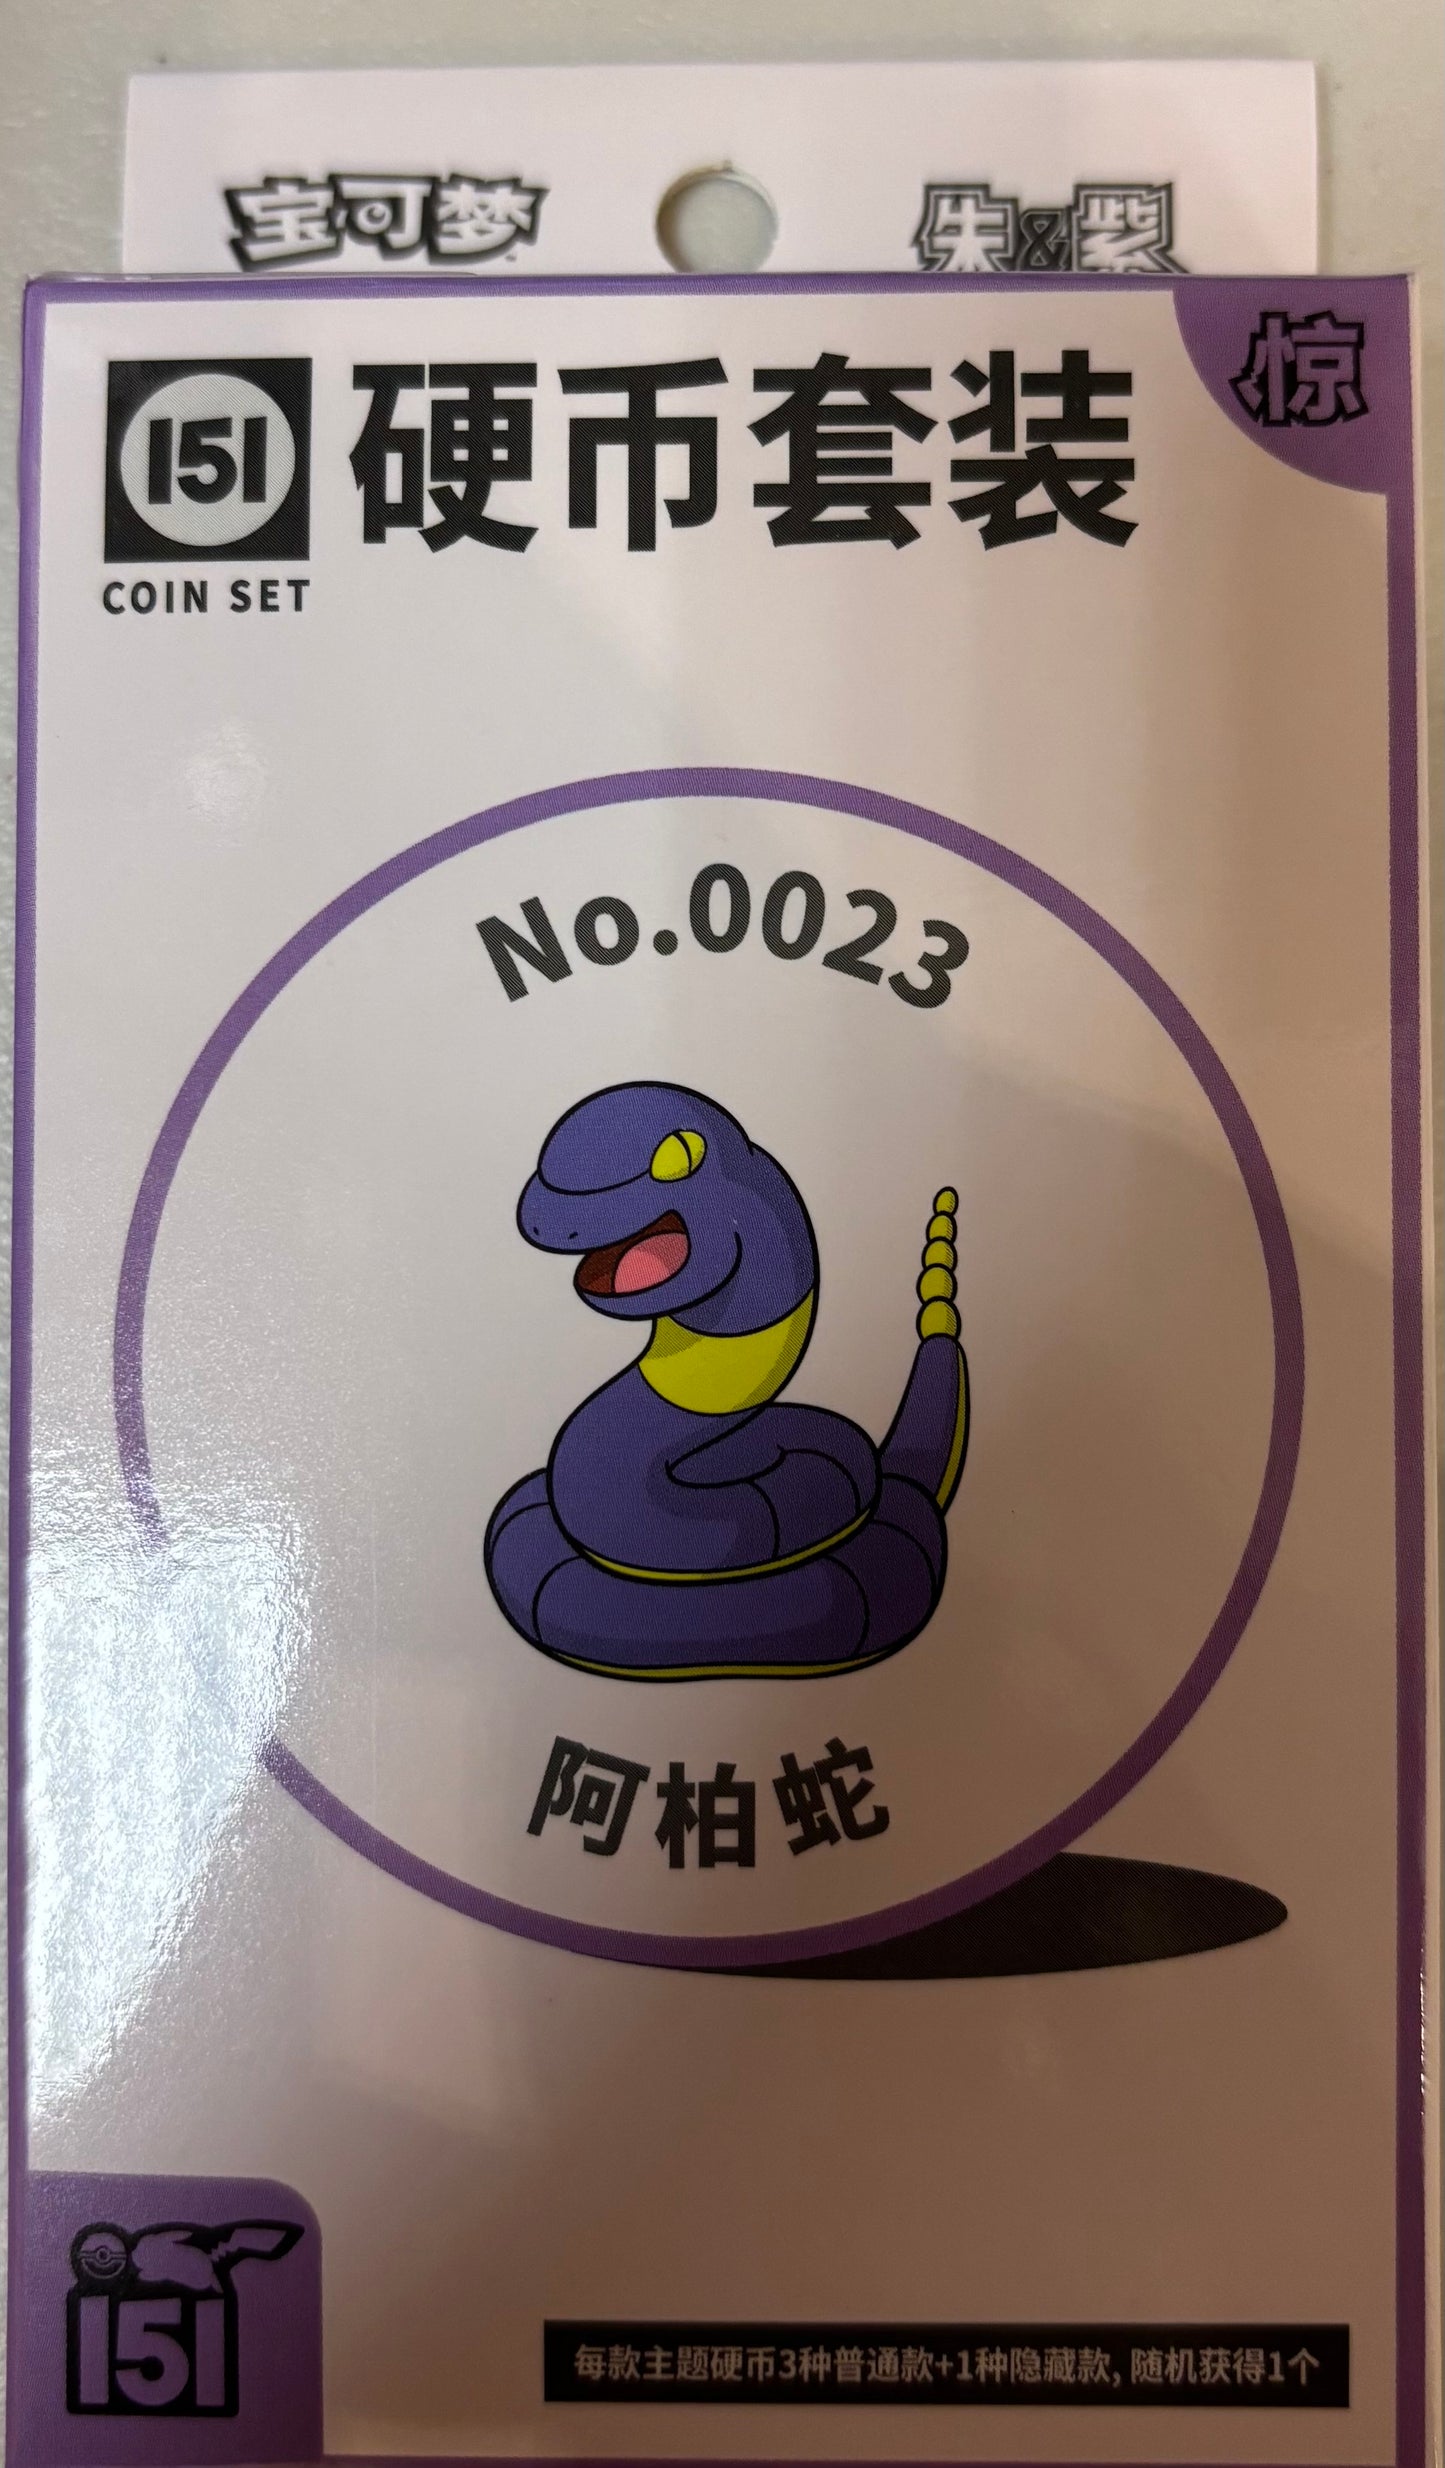 宝可梦
朱&紫
惊
151 硬币套装
COIN SET
No.0023
阿柏蛇
151
每款主题硬币3种普通款+1种隐藏款, 随机获得1个